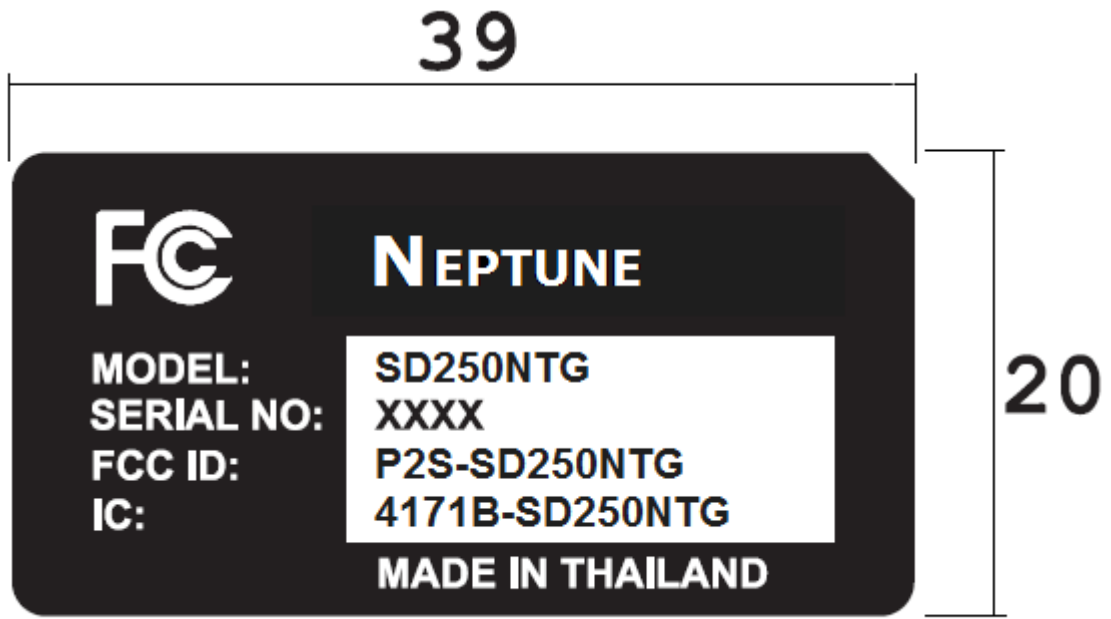 39
FC NEPTUNE
MODEL: SD250NTG
SERIAL NO: XXXX
FCC ID: P2S-SD250NTG
IC: 4171B-SD250NTG
MADE IN THAILAND
20